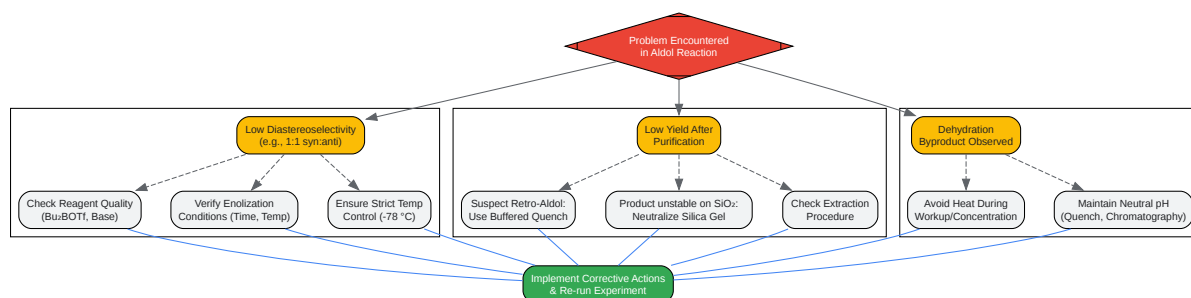 Problem Encountered
in Aldol Reaction
Low Diastereoselectivity
(e.g., 1:1 syn:anti)
Low Yield After
Purification
Dehydration
Byproduct Observed
Check Reagent Quality
(Bu₂BOTf, Base)
Verify Enolization
Conditions (Time, Temp)
Ensure Strict Temp
Control (-78 °C)
Suspect Retro-Aldol:
Use Buffered Quench
Product unstable on SiO₂:
Neutralize Silica Gel
Check Extraction
Procedure
Avoid Heat During
Workup/Concentration
Maintain Neutral pH
(Quench, Chromatography)
Implement Corrective Actions
& Re-run Experiment